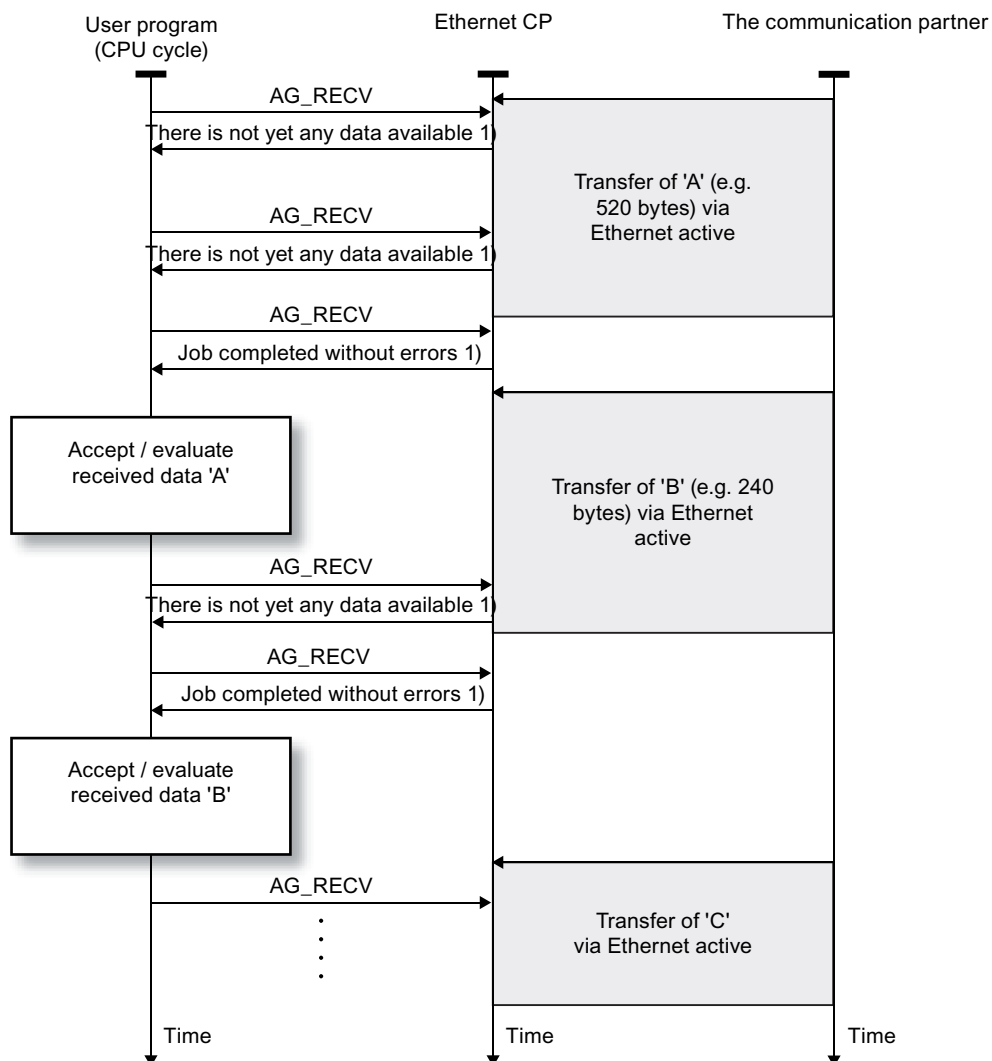 User program
(CPU cycle)
Ethernet CP
The communication partner
AG_RECV
There is not yet any data available 1)
Transfer of 'A' (e.g.
520 bytes) via
Ethernet active
AG_RECV
There is not yet any data available 1)
AG_RECV
Job completed without errors 1)
Accept / evaluate
received data 'A'
Transfer of 'B' (e.g. 240
bytes) via Ethernet
active
AG_RECV
There is not yet any data available 1)
AG_RECV
Job completed without errors 1)
Accept / evaluate
received data 'B'
AG_RECV
Transfer of 'C'
via Ethernet active
Time
Time
Time